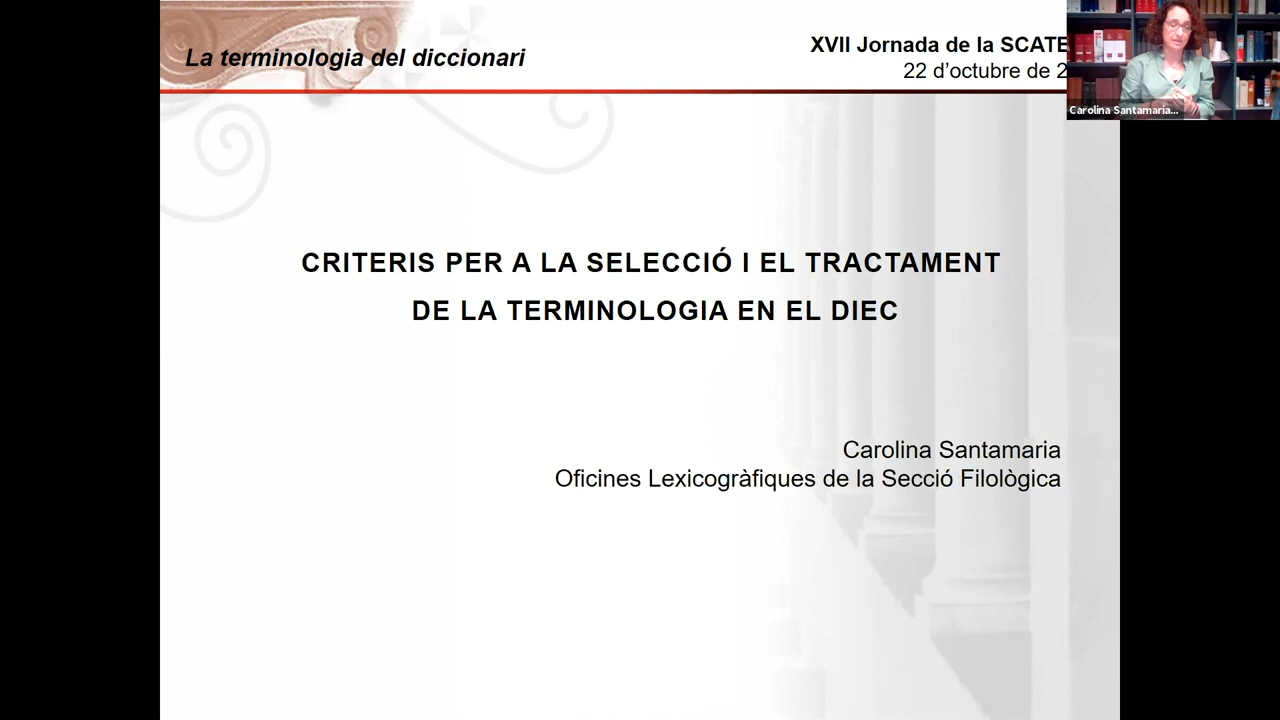 La terminologia del diccionari
XVII Jornada de la SCATE
22 d’octubre de 2
Carolina Santamaria...
CRITERIS PER A LA SELECCIÓ I EL TRACTAMENT
DE LA TERMINOLOGIA EN EL DIEC
Carolina Santamaria
Oficines Lexicogràfiques de la Secció Filològica